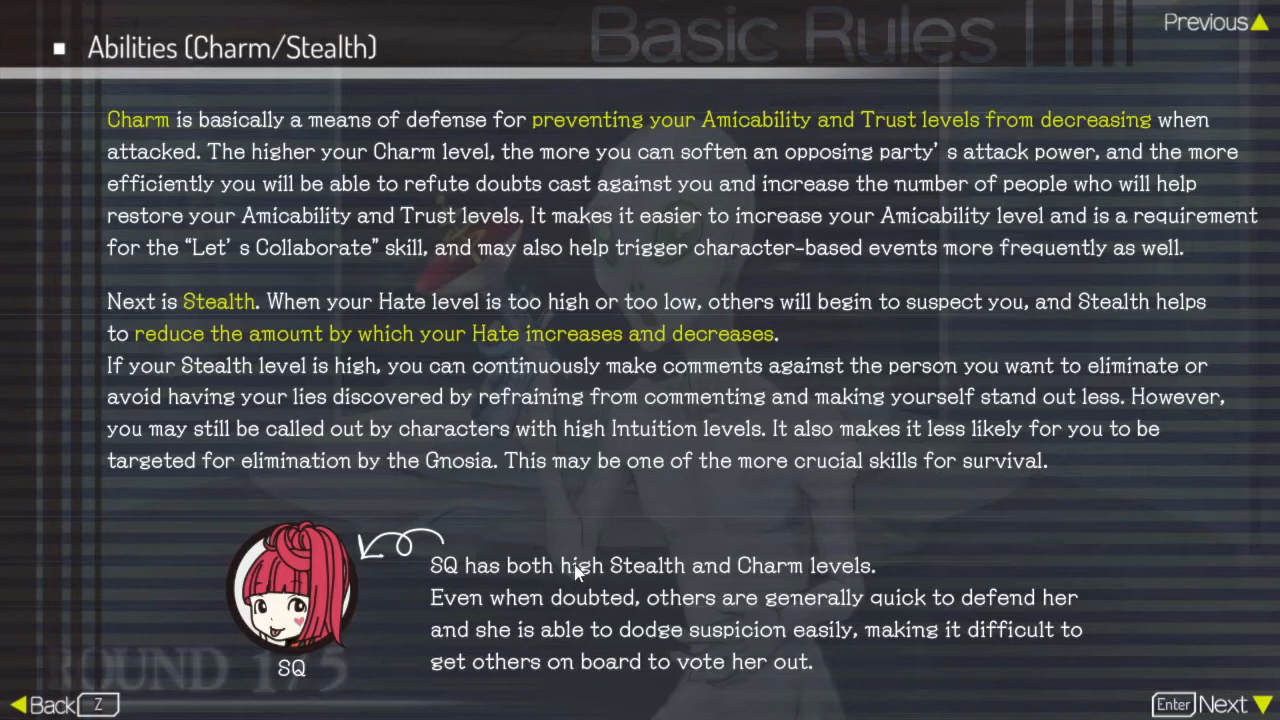 Basic Rules
Previous
■ Abilities (Charm/Stealth)
Charm is basically a means of defense for preventing your Amicability and Trust levels from decreasing when
attacked. The higher your Charm level, the more you can soften an opposing party' s attack power, and the more
efficiently you will be able to refute doubts cast against you and increase the number of people who will help
restore your Amicability and Trust levels. It makes it easier to increase your Amicability level and is a requirement
for the “Let' s Collaborate” skill, and may also help trigger character-based events more frequently as well.
Next is Stealth. When your Hate level is too high or too low, others will begin to suspect you, and Stealth helps
to reduce the amount by which your Hate increases and decreases.
If your Stealth level is high, you can continuously make comments against the person you want to eliminate or
avoid having your lies discovered by refraining from commenting and making yourself stand out less. However,
you may still be called out by characters with high Intuition levels. It also makes it less likely for you to be
targeted for elimination by the Gnosia. This may be one of the more crucial skills for survival.
SQ has both high Stealth and Charm levels.
Even when doubted, others are generally quick to defend her
and she is able to dodge suspicion easily, making it difficult to
get others on board to vote her out.
SQ
ROUND 175
Back Z
Enter Next